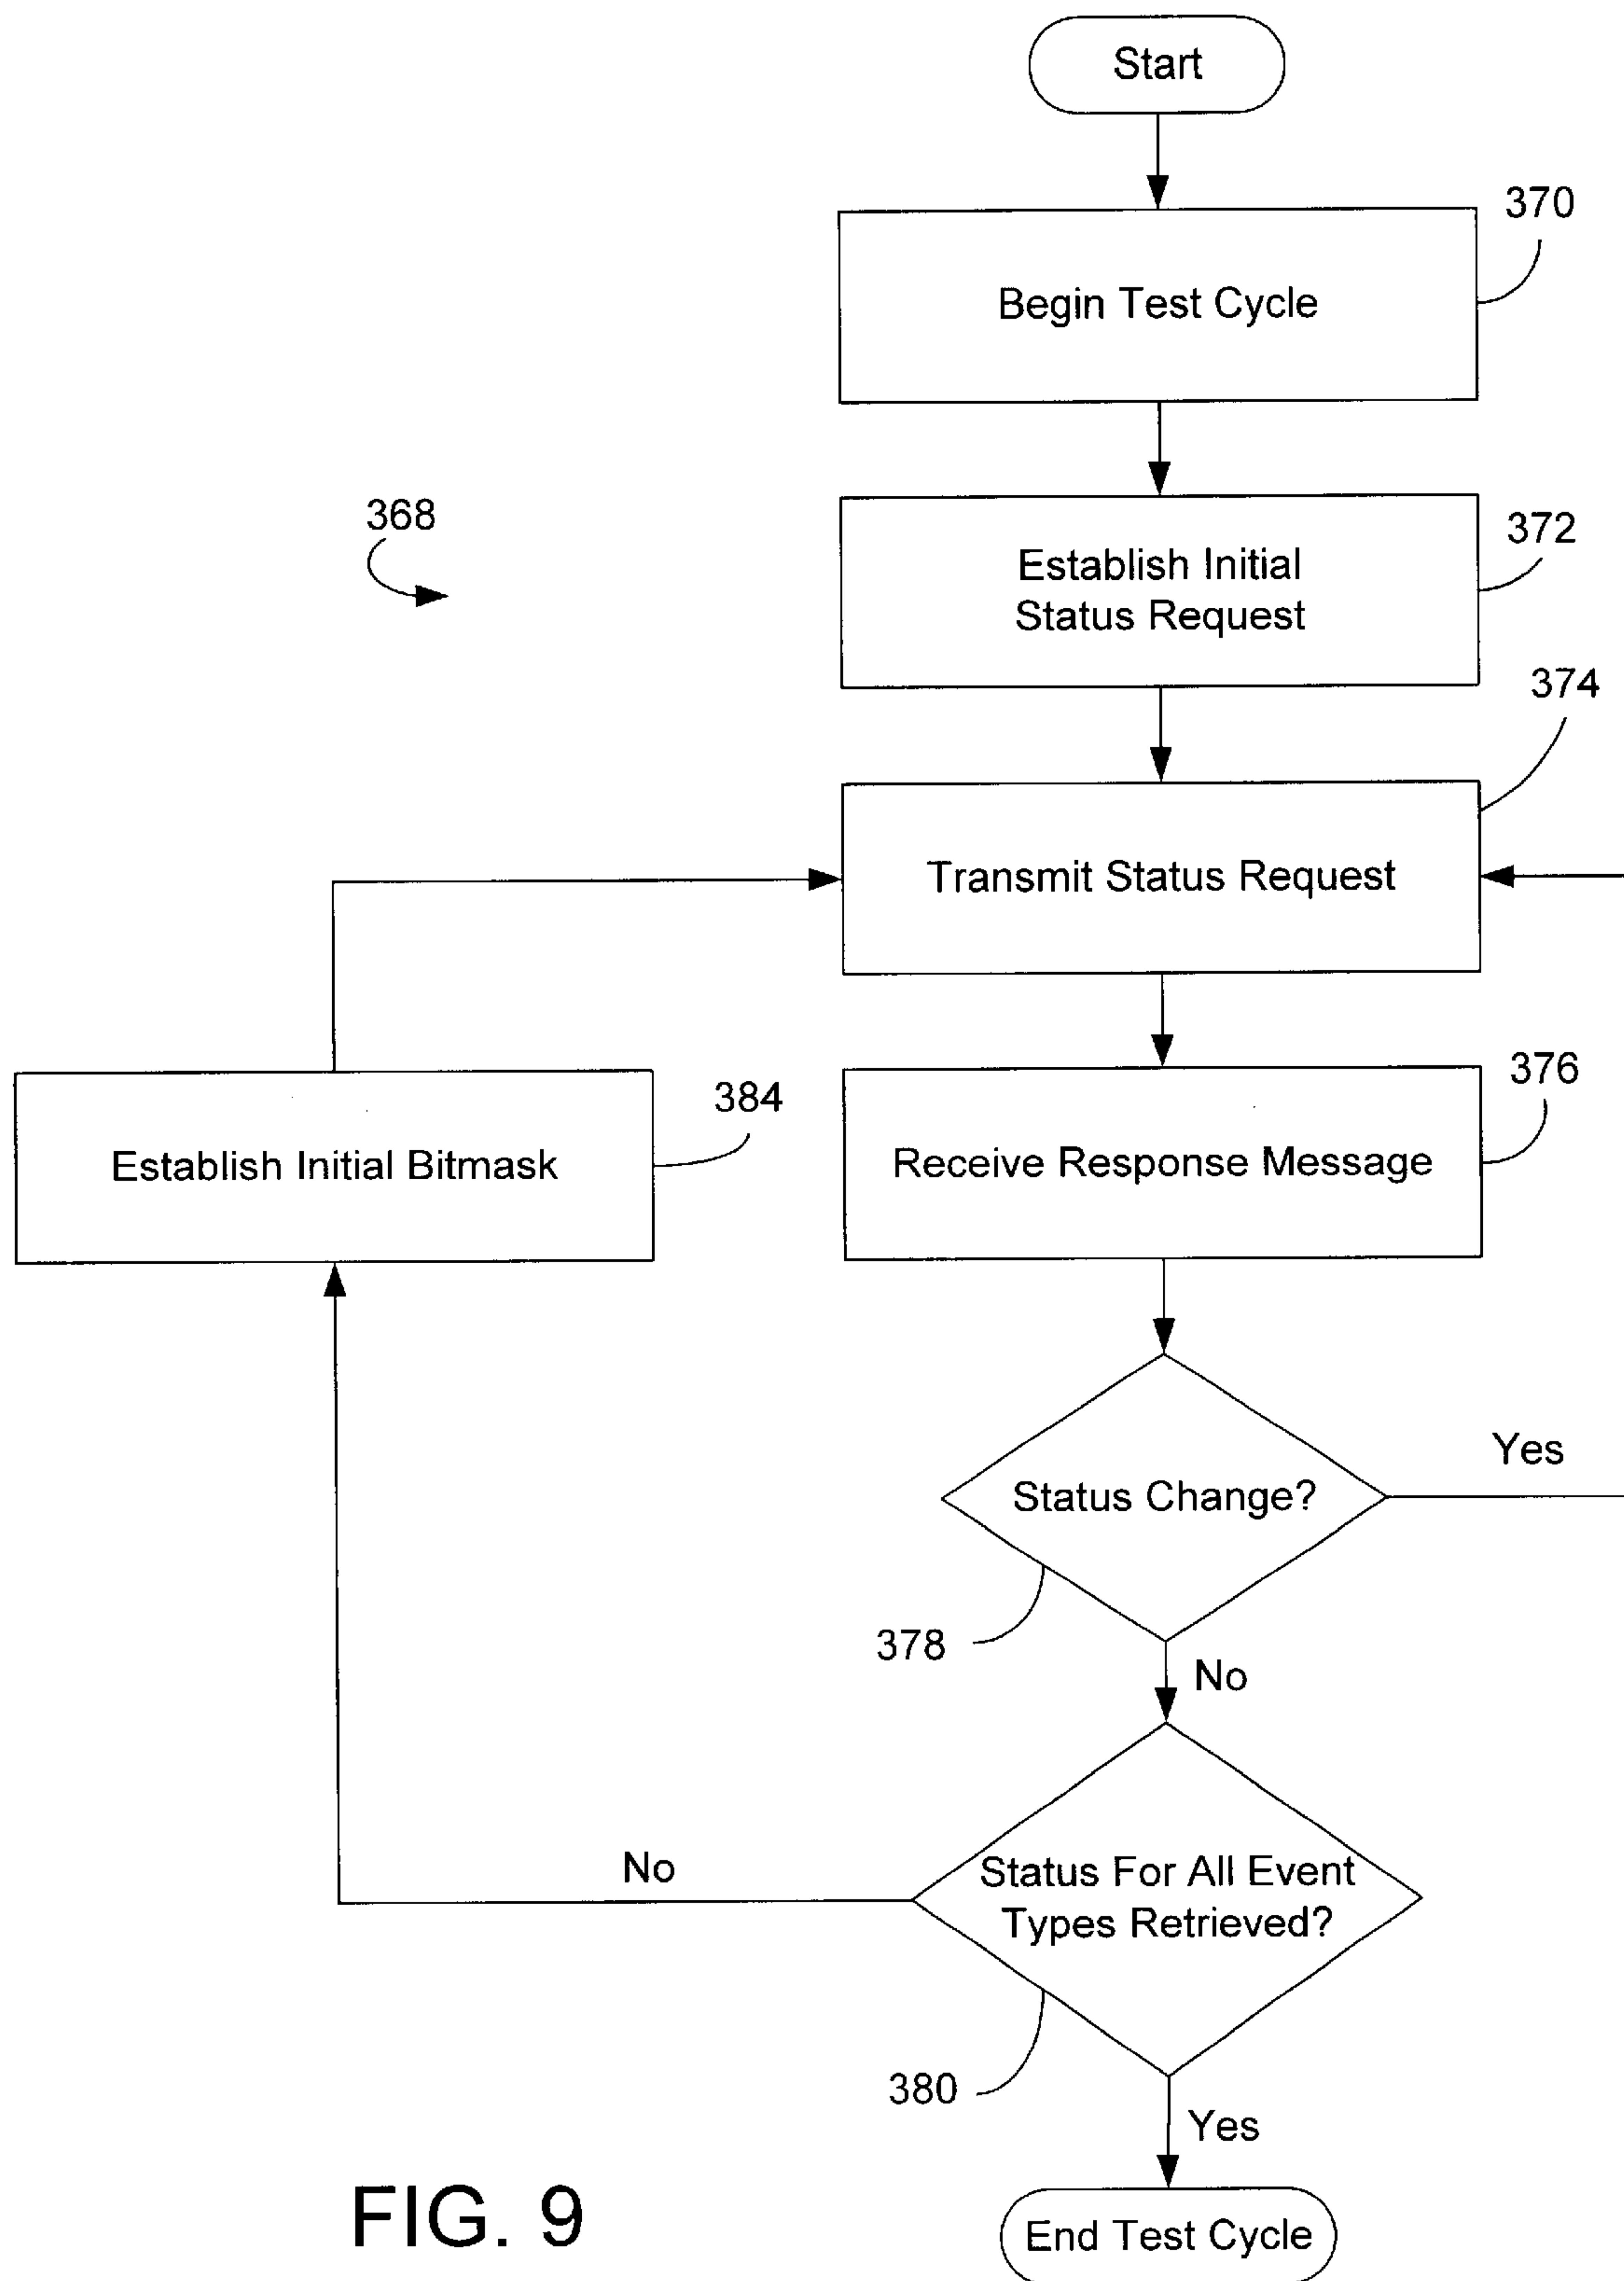 Start
370
Begin Test Cycle
368
372
Establish Initial
Status Request
374
Transmit Status Request
376
384
Establish Initial Bitmask
Receive Response Message
Yes
Status Change?
378
No
No
Status For All Event
Types Retrieved?
380
Yes
FIG. 9
End Test Cycle